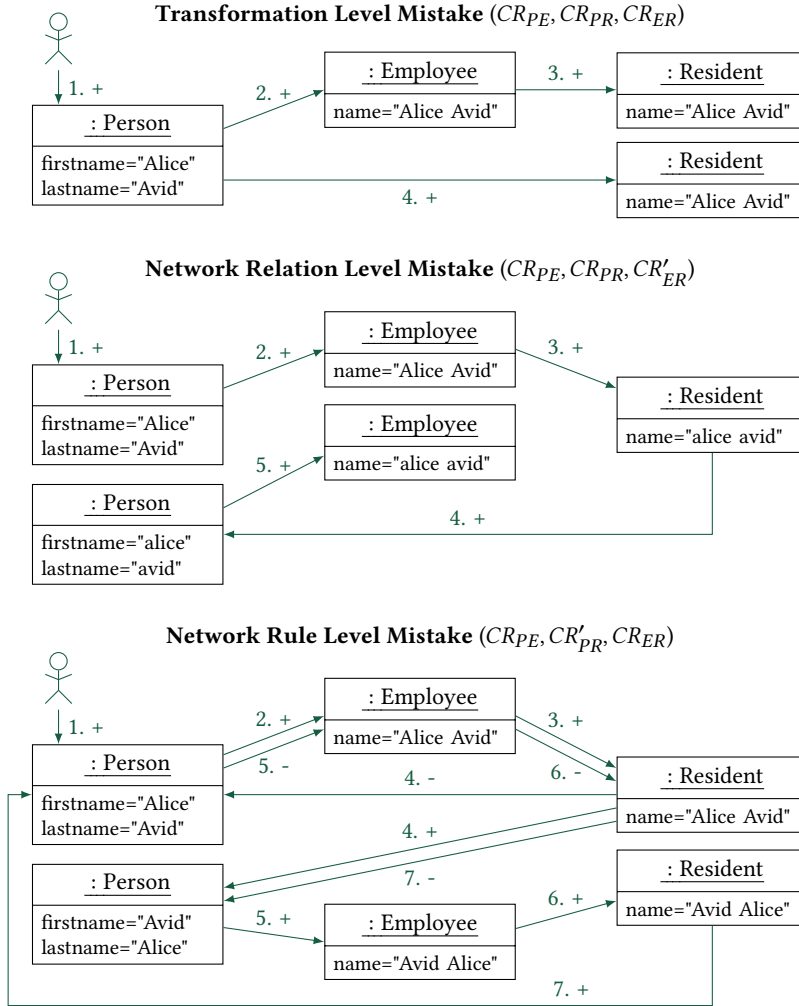 Transformation Level Mistake (CR_PE, CR_PR, CR_ER)
1. +
: Person
firstname="Alice"
lastname="Avid"
2. +
: Employee
name="Alice Avid"
3. +
: Resident
name="Alice Avid"
4. +
: Resident
name="Alice Avid"
Network Relation Level Mistake (CR_PE, CR_PR, CR′_ER)
1. +
: Person
firstname="Alice"
lastname="Avid"
2. +
: Employee
name="Alice Avid"
3. +
: Resident
name="alice avid"
4. +
: Person
firstname="alice"
lastname="avid"
5. +
: Employee
name="alice avid"
Network Rule Level Mistake (CR_PE, CR′_PR, CR_ER)
1. +
: Person
firstname="Alice"
lastname="Avid"
2. +
5. -
: Employee
name="Alice Avid"
3. +
6. -
: Resident
name="Alice Avid"
4. -
4. +
7. -
: Person
firstname="Avid"
lastname="Alice"
5. +
: Employee
name="Avid Alice"
6. +
: Resident
name="Avid Alice"
7. +